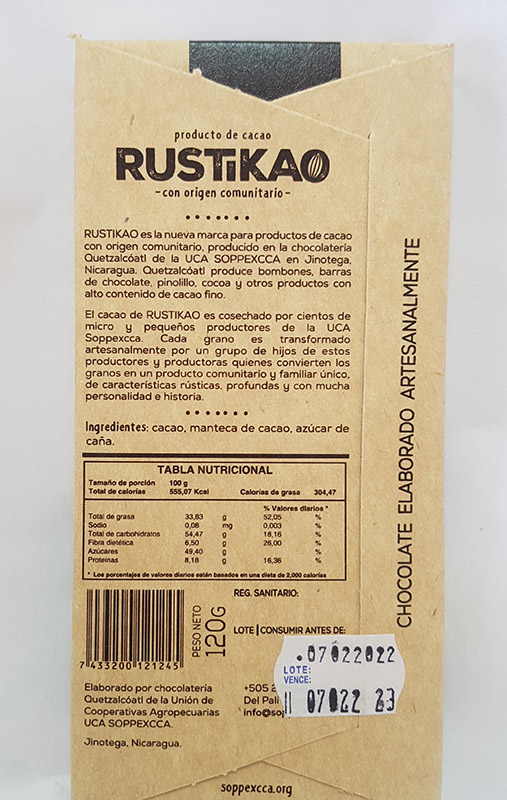 producto de cacao
RUSTiKAO
-con origen comunitario-
RUSTIKAO es la nueva marca para productos de cacao
con origen comunitario, producido en la chocolatería
Quetzalcóatl de la UCA SOPPEXCCA en Jinotega,
Nicaragua. Quetzalcóatl produce bombones, barras
de chocolate, pinolillo, cocoa y otros productos con
alto contenido de cacao fino.
El cacao de RUSTIKAO es cosechado por cientos de
micro y pequeños productores de la UCA
Soppexcca. Cada grano es transformado
artesanalmente por un grupo de hijos de estos
productores y productoras quienes convierten los
granos en un producto comunitario y familiar único,
de características rústicas, profundas y con mucha
personalidad e historia.
Ingredientes: cacao, manteca de cacao, azúcar de
caña.
TABLA NUTRICIONAL
Tamaño de porción 100 g
Total de calorías 555,07 Kcal Calorías de grasa 304,47
% Valores diarios *
Total de grasa 33,83 g 52,05 %
Sodio 0,08 mg 0,003 %
Total de carbohidratos 54,47 g 18,16 %
Fibra dietética 6,50 g 26,00 %
Azúcares 49,40 g %
Proteínas 8,18 g 16,36 %
* Los porcentajes de valores diarios están basados en una dieta de 2,000 calorías
REG. SANITARIO:
PESO NETO
120G
LOTE | CONSUMIR ANTES DE:
7 433200 121245
.07022022
LOTE:
VENCE:
07022 23
Elaborado por chocolatería
Quetzalcóatl de la Unión de
Cooperativas Agropecuarias
UCA SOPPEXCCA.
Jinotega, Nicaragua.
+505
Del Pali
soppexcca.org
CHOCOLATE ELABORADO ARTESANALMENTE